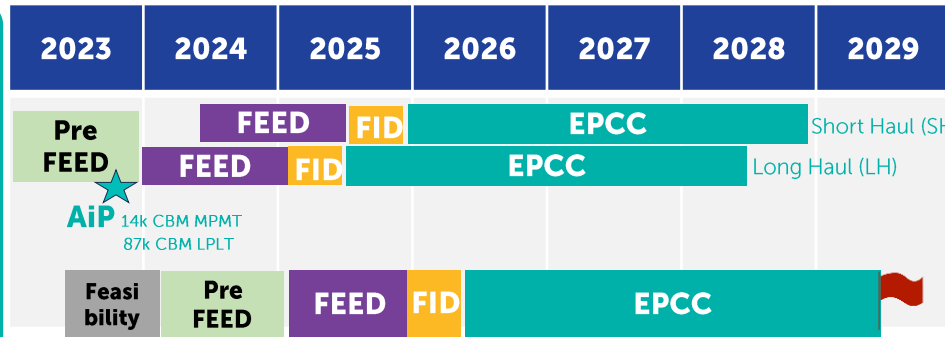 2023 2024 2025 2026 2027 2028 2029
Pre
FEED
FEED FID EPCC Short Haul (SH
FEED FID EPCC Long Haul (LH)
AiP 14k CBM MPMT
87k CBM LPLT
Feasi
bility
Pre
FEED
FEED FID EPCC